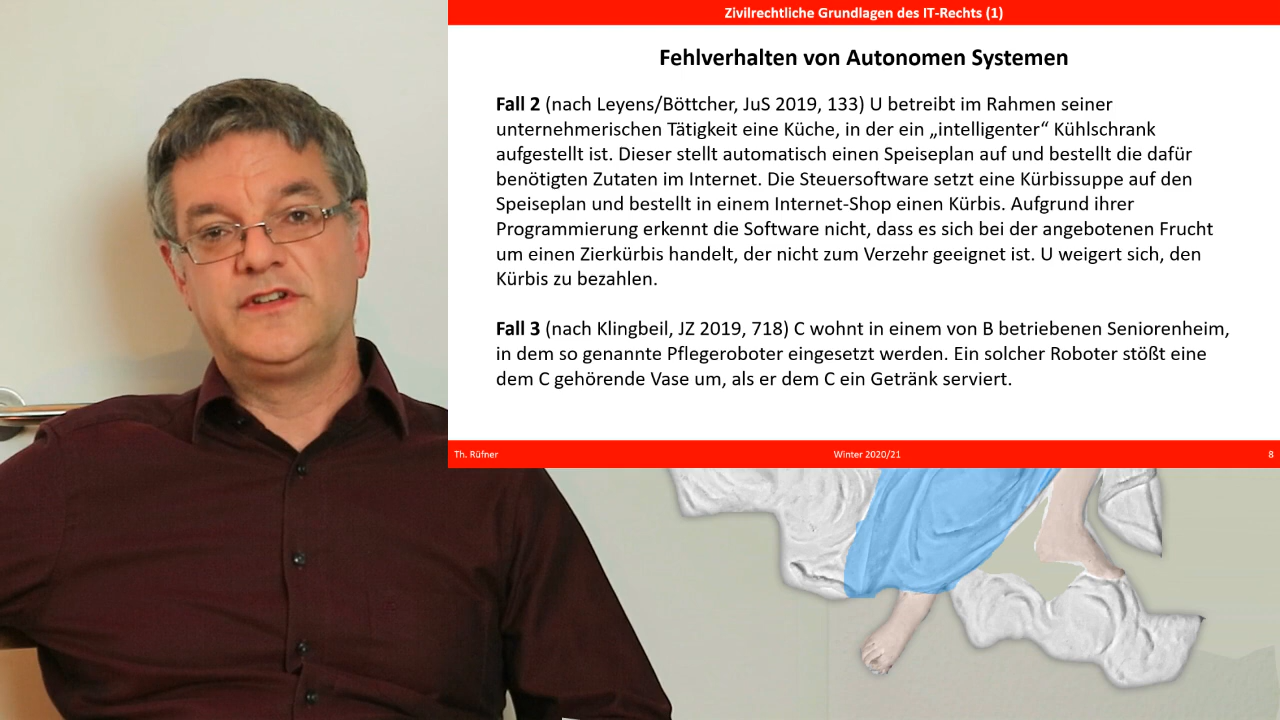 Zivilrechtliche Grundlagen des IT-Rechts (1)
Fehlverhalten von Autonomen Systemen
Fall 2 (nach Leyens/Böttcher, JuS 2019, 133) U betreibt im Rahmen seiner
unternehmerischen Tätigkeit eine Küche, in der ein „intelligenter“ Kühlschrank
aufgestellt ist. Dieser stellt automatisch einen Speiseplan auf und bestellt die dafür
benötigten Zutaten im Internet. Die Steuersoftware setzt eine Kürbissuppe auf den
Speiseplan und bestellt in einem Internet-Shop einen Kürbis. Aufgrund ihrer
Programmierung erkennt die Software nicht, dass es sich bei der angebotenen Frucht
um einen Zierkürbis handelt, der nicht zum Verzehr geeignet ist. U weigert sich, den
Kürbis zu bezahlen.
Fall 3 (nach Klingbeil, JZ 2019, 718) C wohnt in einem von B betriebenen Seniorenheim,
in dem so genannte Pflegeroboter eingesetzt werden. Ein solcher Roboter stößt eine
dem C gehörende Vase um, als er dem C ein Getränk serviert.
Th. Rüfner Winter 2020/21 8